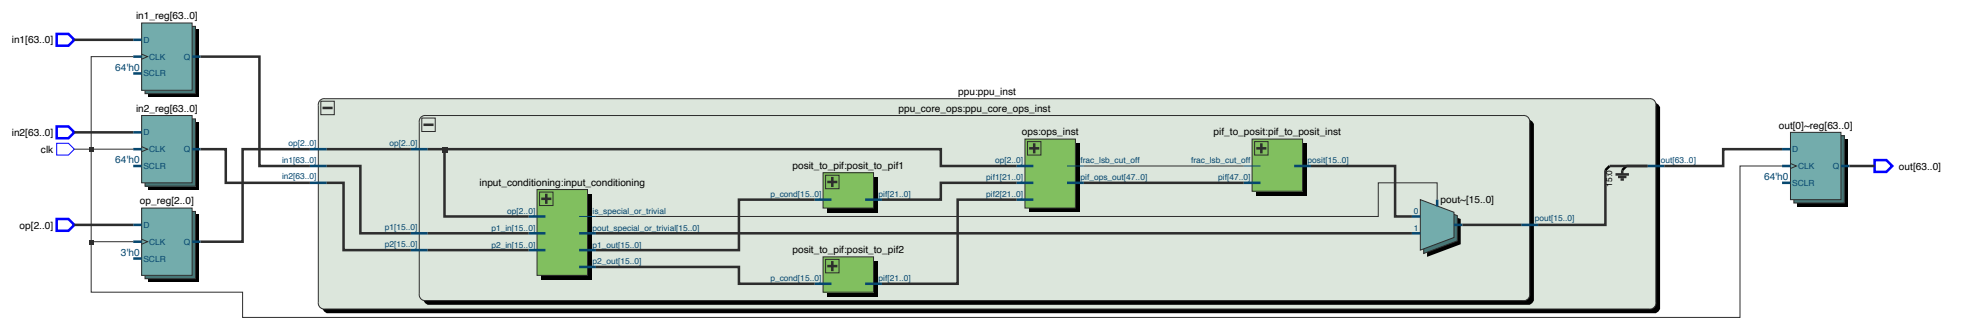 in1_reg[63..0]
in1[63..0]
D
>CLK
Q
64'h0
SCLR
in2_reg[63..0]
in2[63..0]
clk
D
>CLK
Q
64'h0
SCLR
op_reg[2..0]
op[2..0]
D
>CLK
Q
3'h0
SCLR
ppu:ppu_inst
op[2..0]
in1[63..0]
in2[63..0]
ppu_core_ops:ppu_core_ops_inst
op[2..0]
p1[15..0]
p2[15..0]
input_conditioning:input_conditioning
op[2..0]
p1_in[15..0]
p2_in[15..0]
is_special_or_trivial
pout_special_or_trivial[15..0]
p1_out[15..0]
p2_out[15..0]
posit_to_pif:posit_to_pif1
p_cond[15..0]
pif[21..0]
posit_to_pif:posit_to_pif2
p_cond[15..0]
pif[21..0]
ops:ops_inst
op[2..0]
pif1[21..0]
pif2[21..0]
frac_lsb_cut_off
pif_ops_out[47..0]
pif_to_posit:pif_to_posit_inst
frac_lsb_cut_off
pif[47..0]
posit[15..0]
pout~[15..0]
0
1
pout[15..0]
15:0
out[63..0]
out[0]~reg[63..0]
D
>CLK
Q
64'h0
SCLR
out[63..0]